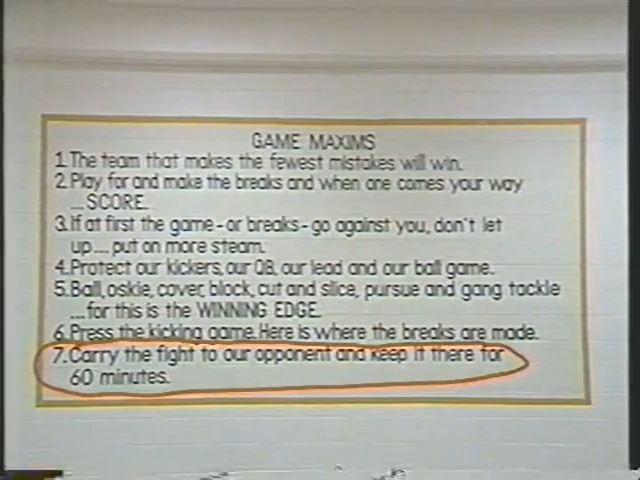 GAME MAXIMS
1.The team that makes the fewest mistakes will win.
2.Play for and make the breaks and when one comes your way
....SCORE.
3.If at first the game-or breaks-go against you, don't let
up.... put on more steam.
4.Protect our kickers, our QB, our lead and our ball game.
5.Ball, oskie, cover, block, cut and slice, pursue and gang tackle
....for this is the WINNING EDGE.
6.Press the kicking game. Here is where the breaks are made.
7.Carry the fight to our opponent and keep it there for
60 minutes.